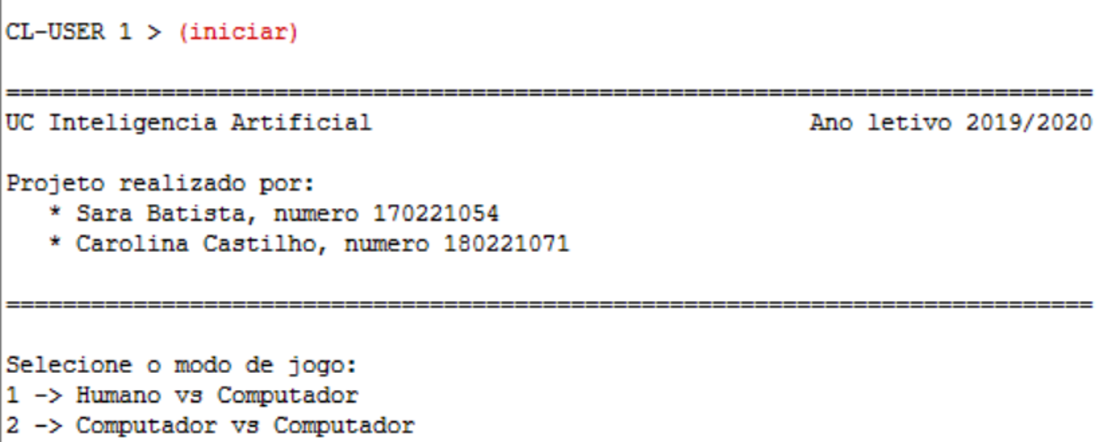 CL-USER 1 > (iniciar)
=============================================================================
UC Inteligencia Artificial                               Ano letivo 2019/2020
Projeto realizado por:
   * Sara Batista, numero 170221054
   * Carolina Castilho, numero 180221071
=============================================================================
Selecione o modo de jogo:
1 -> Humano vs Computador
2 -> Computador vs Computador